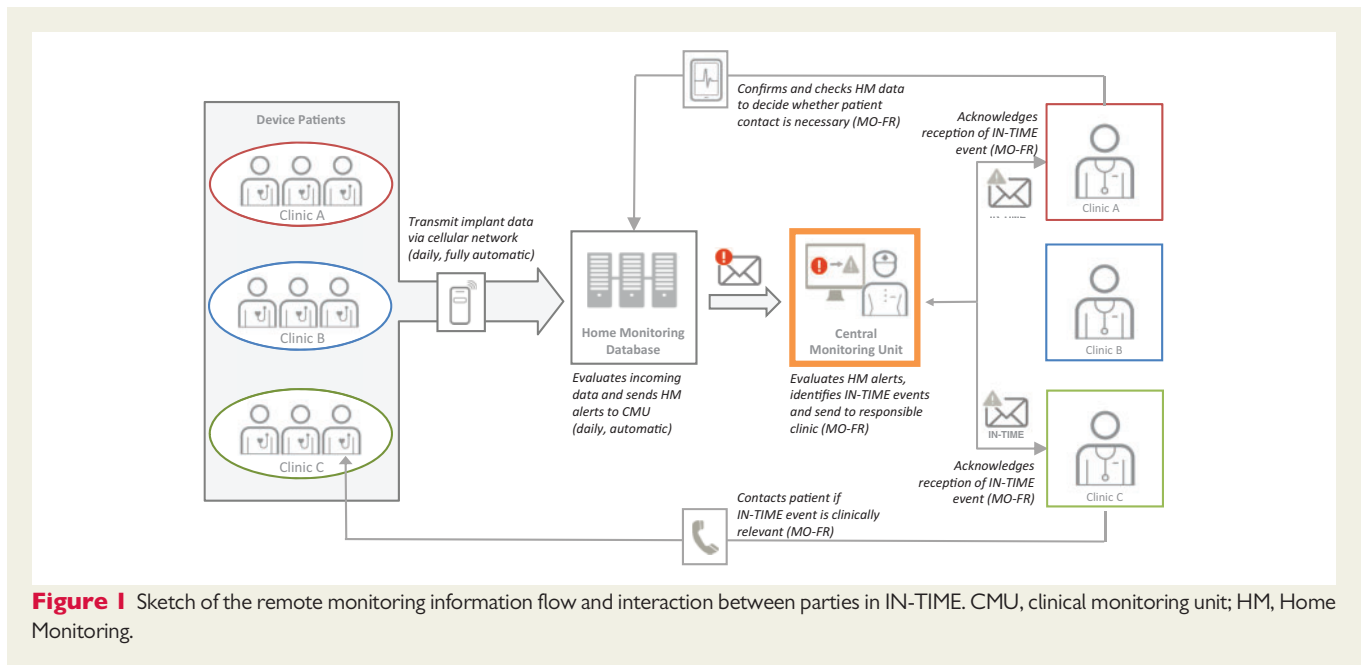 Device Patients
Clinic A
Clinic B
Clinic C
Transmit implant data
via cellular network
(daily, fully automatic)
Home Monitoring
Database
Evaluates incoming
data and sends HM
alerts to CMU
(daily, automatic)
Confirms and checks HM data
to decide whether patient
contact is necessary (MO-FR)
Central
Monitoring Unit
Evaluates HM alerts,
identifies IN-TIME events
and send to responsible
clinic (MO-FR)
Acknowledges
reception of IN-TIME
event (MO-FR)
Clinic A
Clinic B
IN-TIME
Clinic C
Acknowledges
reception of IN-TIME
event (MO-FR)
Contacts patient if
IN-TIME event is clinically
relevant (MO-FR)
Figure 1 Sketch of the remote monitoring information flow and interaction between parties in IN-TIME. CMU, clinical monitoring unit; HM, Home
Monitoring.